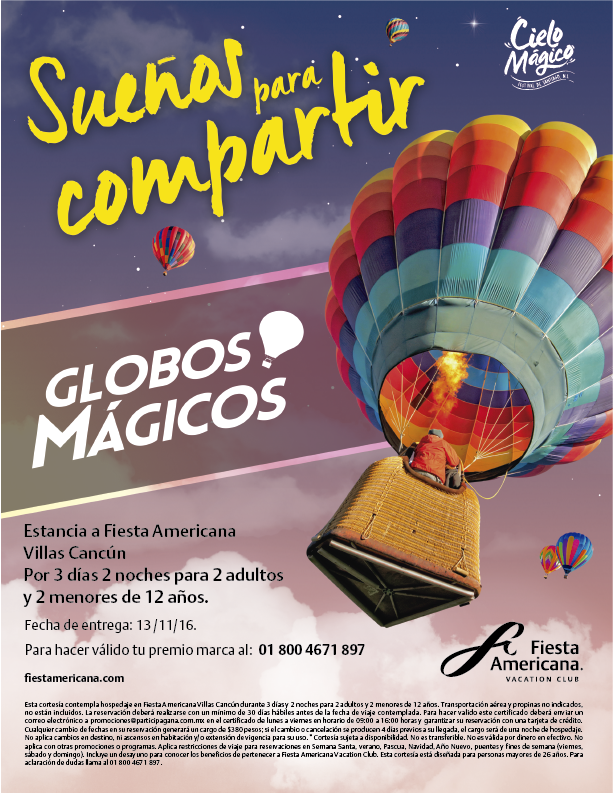 Cielo
Mágico
FESTIVAL DE SANTIAGO, N.L.
Sueños para
compartir
GLOBOS
MÁGICOS
Estancia a Fiesta Americana
Villas Cancún
Por 3 días 2 noches para 2 adultos
y 2 menores de 12 años.
Fecha de entrega: 13/11/16.
Para hacer válido tu premio marca al: 01 800 4671 897
fiestamericana.com
Fiesta
Americana.
VACATION CLUB
Esta cortesía contempla hospedaje en Fiesta Americana Villas Cancún durante 3 días y 2 noches para 2 adultos y 2 menores de 12 años. Transportación aérea y propinas no indicados,
no están incluidos. La reservación deberá realizarse con un mínimo de 30 días hábiles antes de la fecha de viaje contemplada. Para hacer valido este certificado deberá enviar un
correo electrónico a promociones@participagana.com.mx en el certificado de lunes a viernes en horario de 09:00 a 16:00 horas y garantizar su reservación con una tarjeta de crédito.
Cualquier cambio de fechas en su reservación generará un cargo de $380 pesos; si el cambio o cancelación se producen 4 días previos a su llegada, el cargo será de una noche de hospedaje.
No aplica cambios en destino, ni ascensos en habitación y/o extensión de vigencia para su uso. * Cortesía sujeta a disponibilidad. No es transferible. No es válida por dinero en efectivo. No
aplica con otras promociones o programas. Aplica restricciones de viaje para reservaciones en Semana Santa, verano, Pascua, Navidad, Año Nuevo, puentes y fines de semana (viernes,
sábado y domingo). Incluye un desayuno para conocer los beneficios de pertenecer a Fiesta Americana Vacation Club. Esta cortesía está diseñada para personas mayores de 26 años. Para
aclaración de dudas llama al 01 800 4671 897.